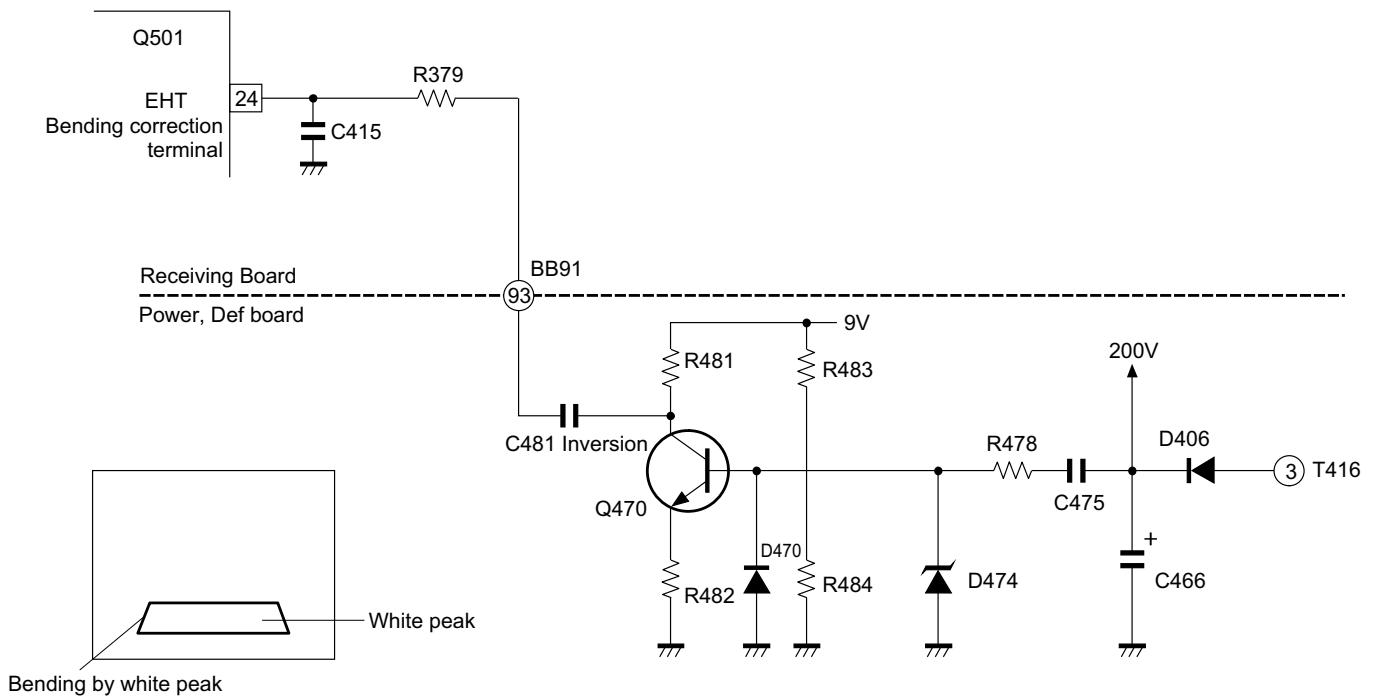 Q501
R379
EHT
24
Bending correction
terminal
C415
Receiving Board
BB91
93
Power, Def board
9V
R481
R483
200V
C481 Inversion
R478
D406
3 T416
C475
Q470
D470
R482
R484
D474
+
C466
White peak
Bending by white peak